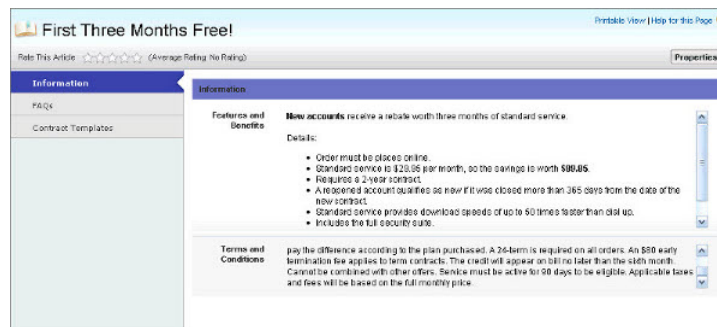 First Three Months Free!
Printable View | Help for this Page
Rate This Article (Average Rating: No Rating)
Properties
Information
FAQs
Contract Templates
Information
Features and Benefits
New accounts receive a rebate worth three months of standard service.
Details:
Order must be places online.
Standard service is per month, so the savings is worth
Requires a 2-year contract.
A reopened account qualifies as new if it was closed more than 365 days from the date of the
new contract.
Standard service provides download speeds of up to 50 times faster than dial up.
Includes the full security suite.
Terms and Conditions
pay the difference according to the plan purchased. A 24-term is required on all orders. An $80 early
termination fee applies to term contracts. The credit will appear on bill no later than the sixth month.
Cannot be combined with other offers. Service must be active for 90 days to be eligible. Applicable taxes
and fees will be based on the full monthly price.